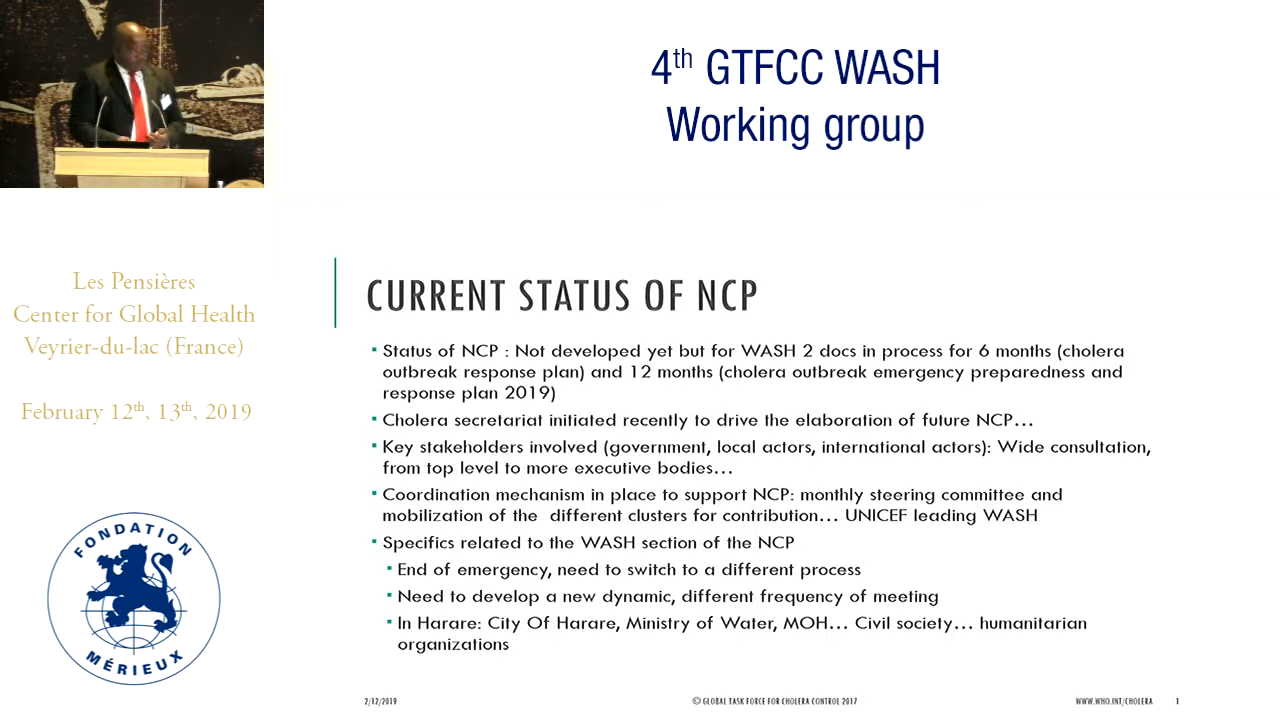 4th GTFCC WASH
Working group
Les Pensières
Center for Global Health
Veyrier-du-lac (France)
February 12th, 13th, 2019
FONDATION
MÉRIEUX
CURRENT STATUS OF NCP
▪ Status of NCP : Not developed yet but for WASH 2 docs in process for 6 months (cholera
outbreak response plan) and 12 months (cholera outbreak emergency preparedness and
response plan 2019)
▪ Cholera secretariat initiated recently to drive the elaboration of future NCP…
▪ Key stakeholders involved (government, local actors, international actors): Wide consultation,
from top level to more executive bodies…
▪ Coordination mechanism in place to support NCP: monthly steering committee and
mobilization of the different clusters for contribution… UNICEF leading WASH
▪ Specifics related to the WASH section of the NCP
▪ End of emergency, need to switch to a different process
▪ Need to develop a new dynamic, different frequency of meeting
▪ In Harare: City Of Harare, Ministry of Water, MOH… Civil society… humanitarian
organizations
2/12/2019 © GLOBAL TASK FORCE FOR CHOLERA CONTROL 2017 WWW.WHO.INT/CHOLERA 1